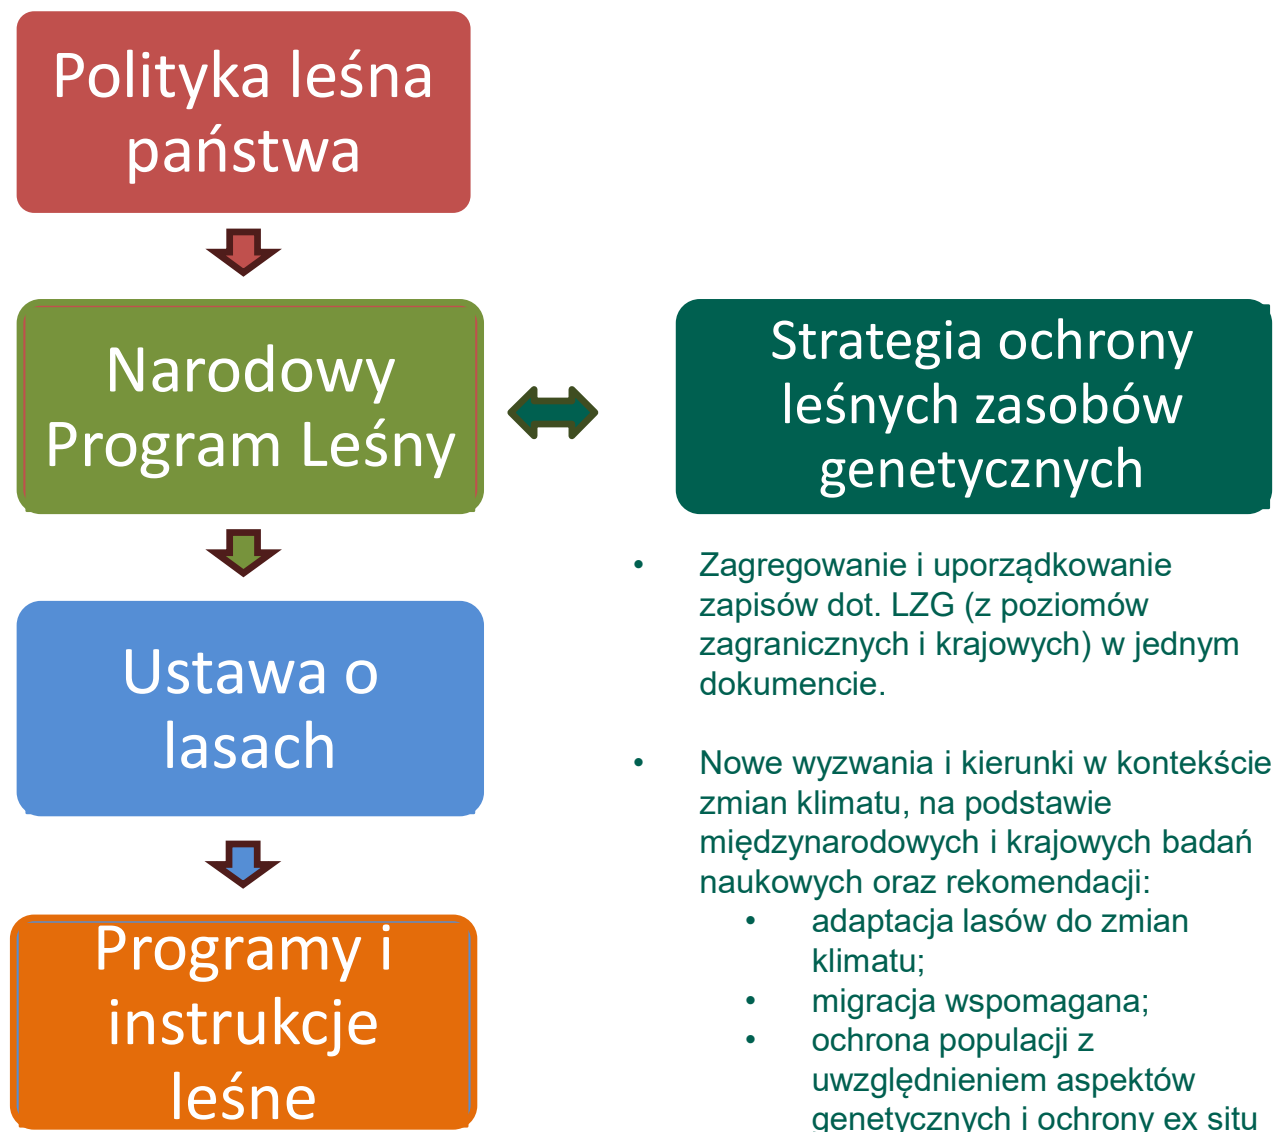 Polityka leśna
państwa
Narodowy
Program Leśny
Strategia ochrony
leśnych zasobów
genetycznych
Ustawa o
lasach
Programy i
instrukcje
leśne
• Zagregowanie i uporządkowanie
zapisów dot. LZG (z poziomów
zagranicznych i krajowych) w jednym
dokumencie.
• Nowe wyzwania i kierunki w kontekście
zmian klimatu, na podstawie
międzynarodowych i krajowych badań
naukowych oraz rekomendacji:
• adaptacja lasów do zmian
klimatu;
• migracja wspomagana;
• ochrona populacji z
uwzględnieniem aspektów
genetycznych i ochrony ex situ